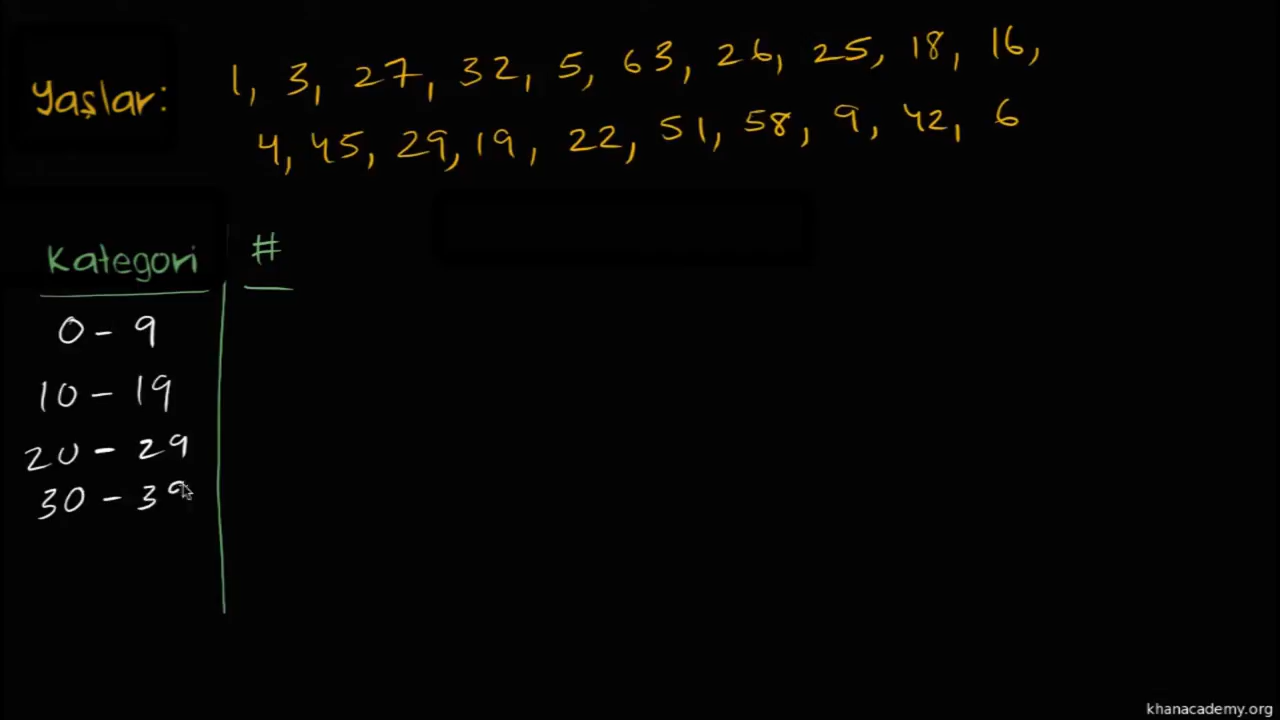 Yaşlar: 1, 3, 27, 32, 5, 63, 26, 25, 18, 16,
4, 45, 29, 19, 22, 51, 58, 9, 42, 6
Kategori #
0 - 9
10 - 19
20 - 29
30 - 39
khanacademy.org